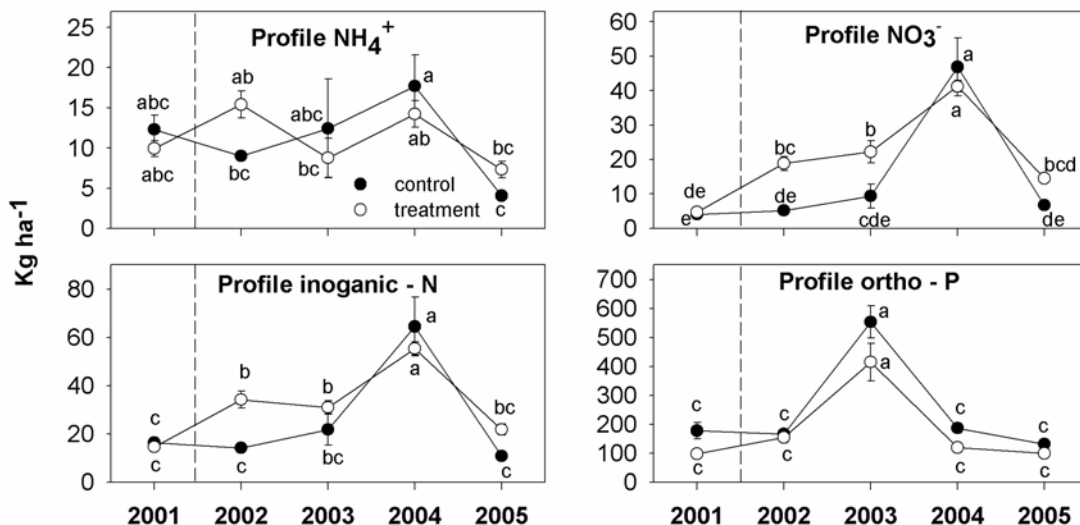 Kg ha-1
Profile NH4+
25
20
15
10
5
0
abc
abc
ab
bc
abc
bc
a
ab
bc
c
control
treatment
Profile NO3-
60
50
40
30
20
10
0
de
e
bc
de
b
cde
a
a
bcd
de
Profile inoganic - N
80
60
40
20
0
c
c
b
c
b
bc
a
a
bc
c
2001 2002 2003 2004 2005
Profile ortho - P
700
600
500
400
300
200
100
0
c
c
c
c
a
a
c
c
c
c
2001 2002 2003 2004 2005